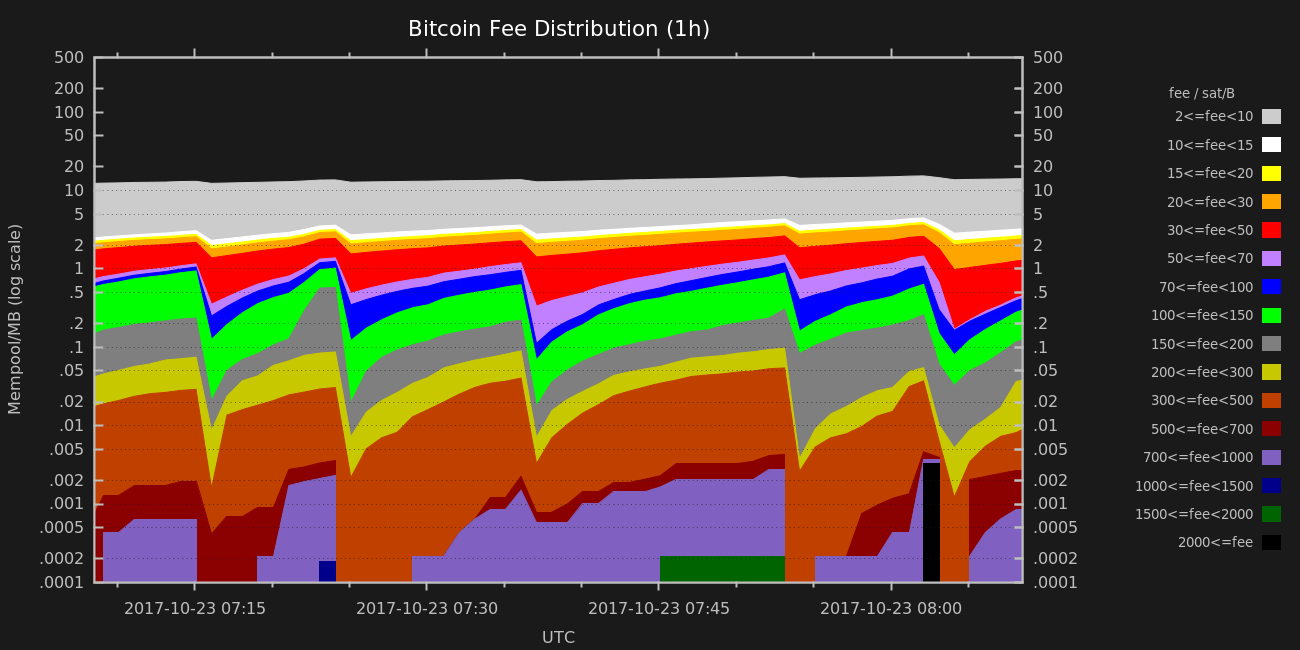 Bitcoin Fee Distribution (1h)
500 500
200 200
100 100
50 50
20 20
10 10
5 5
2 2
1 1
.5 .5
.2 .2
.1 .1
.05 .05
.02 .02
.01 .01
.005 .005
.002 .002
.001 .001
.0005 .0005
.0002 .0002
.0001 .0001
Mempool/MB (log scale)
2017-10-23 07:15 2017-10-23 07:30 2017-10-23 07:45 2017-10-23 08:00
UTC
fee / sat/B
2<=fee<10
10<=fee<15
15<=fee<20
20<=fee<30
30<=fee<50
50<=fee<70
70<=fee<100
100<=fee<150
150<=fee<200
200<=fee<300
300<=fee<500
500<=fee<700
700<=fee<1000
1000<=fee<1500
1500<=fee<2000
2000<=fee